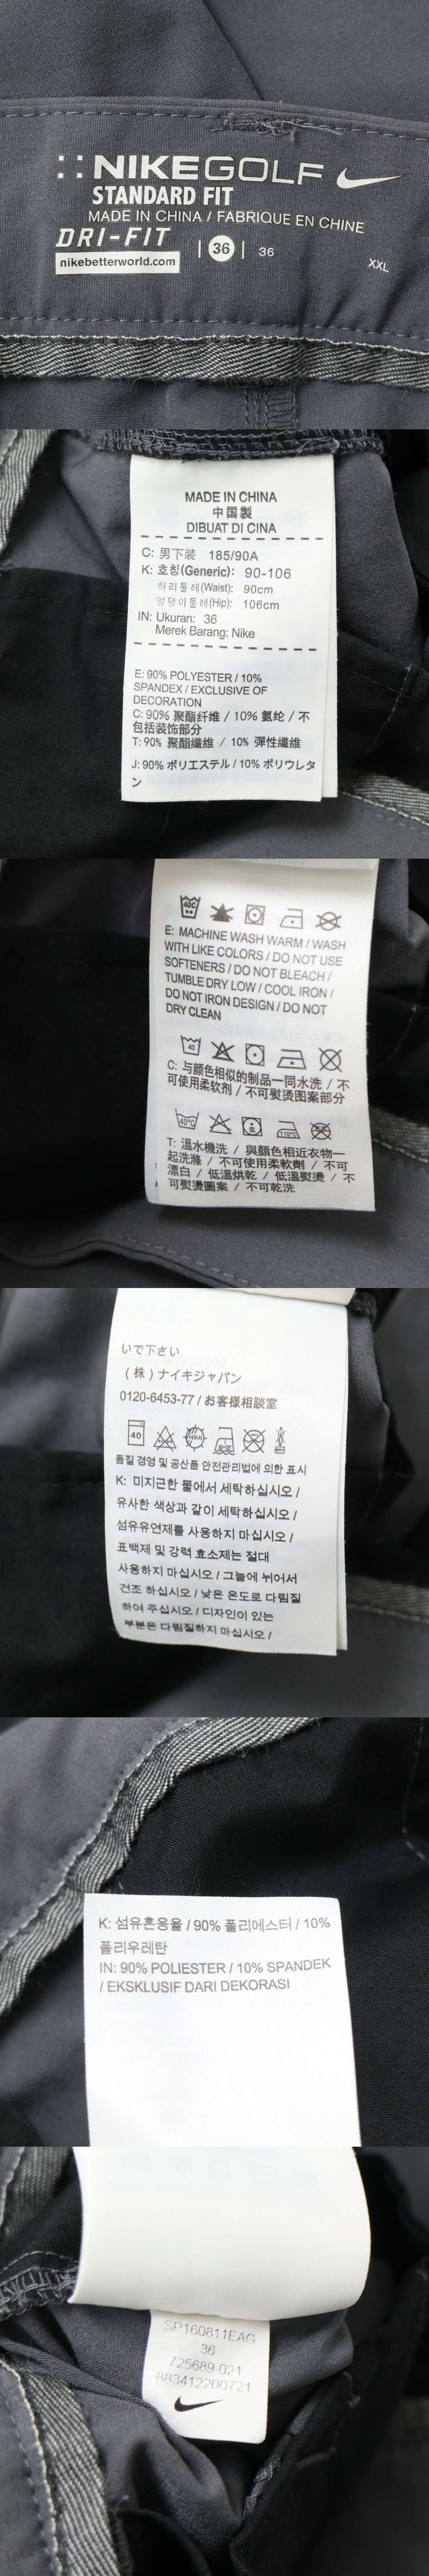 NIKEGOLF
STANDARD FIT
MADE IN CHINA / FABRIQUE EN CHINE
DRI-FIT
nikebetterworld.com
| 36 | 36
XXL
MADE IN CHINA
中国製
DIBUAT DI CINA
C: 男下装 185/90A
K: 호칭(Generic): 90-106
허리둘레(Waist): 90cm
엉덩이둘레(Hip): 106cm
IN: Ukuran: 36
Merek Barang: Nike
E: 90% POLYESTER / 10%
SPANDEX / EXCLUSIVE OF
DECORATION
C: 90% 聚酯纤维 / 10% 氨纶 / 不
包括装饰部分
T: 90% 聚酯纖維 / 10% 彈性纖維
J: 90% ポリエステル / 10% ポリウレタ
ン
40C
E: MACHINE WASH WARM / WASH
WITH LIKE COLORS / DO NOT USE
SOFTENERS / DO NOT BLEACH /
TUMBLE DRY LOW / COOL IRON /
DO NOT IRON DESIGN / DO NOT
DRY CLEAN
40
C: 与颜色相似的制品一同水洗 / 不
可使用柔软剂 / 不可熨烫图案部分
40°C 110°C
T: 溫水機洗 / 與顏色相近衣物一
起洗滌 / 不可使用柔軟劑 / 不可
漂白 / 低溫烘乾 / 低溫熨燙 / 不
可熨燙圖案 / 不可乾洗
いで下さい
（株）ナイキジャパン
0120-6453-77 / お客様相談室
40
품질 경영 및 공산품 안전관리법에 의한 표시
K: 미지근한 물에서 세탁하십시오 /
유사한 색상과 같이 세탁하십시오 /
섬유유연제를 사용하지 마십시오 /
표백제 및 강력 효소제는 절대
사용하지 마십시오 / 그늘에 뉘어서
건조 하십시오 / 낮은 온도로 다림질
하여 주십시오 / 디자인이 있는
부분은 다림질하지 마십시오 /
K: 섬유혼용율 / 90% 폴리에스터 / 10%
폴리우레탄
IN: 90% POLIESTER / 10% SPANDEK
/ EKSKLUSIF DARI DEKORASI
SP160811EAG
36
725689-021
883412200721